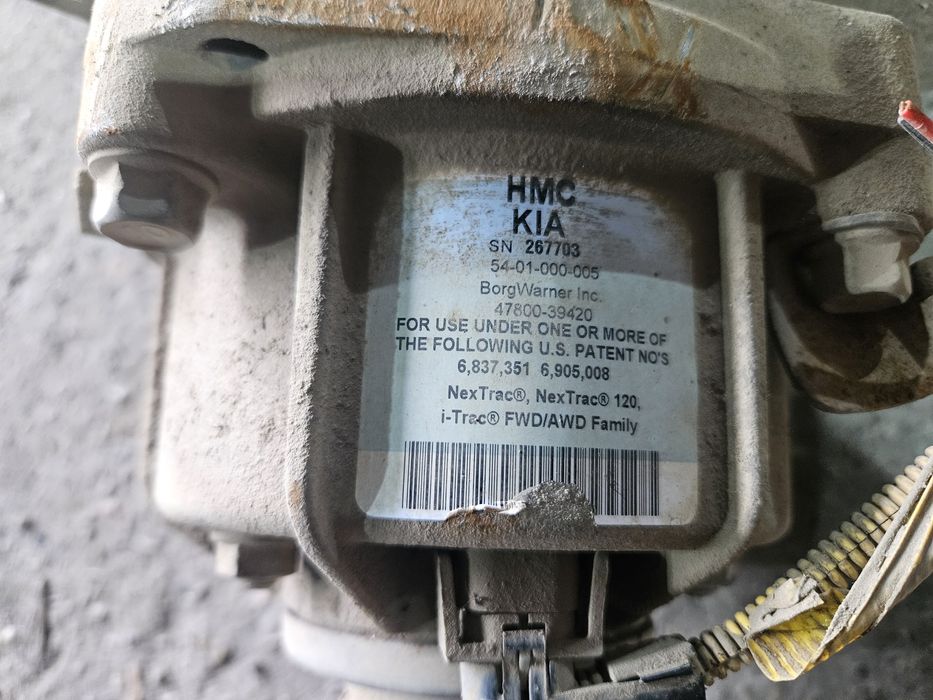 HMC
KIA
SN 267703
54-01-000-005
BorgWarner Inc.
47800-39420
FOR USE UNDER ONE OR MORE OF
THE FOLLOWING U.S. PATENT NO'S
6,837,351 6,905,008
NexTrac®, NexTrac® 120,
i-Trac® FWD/AWD Family